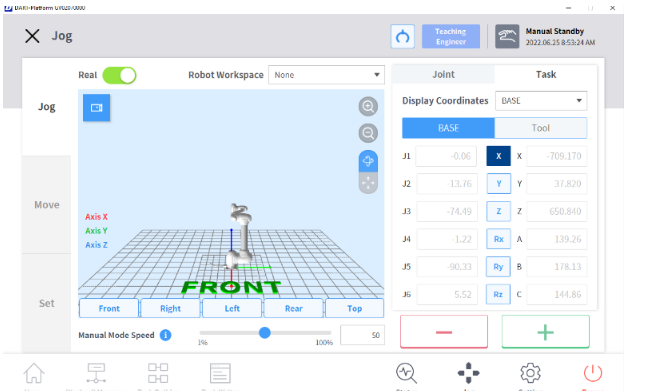 DART-Platform
Jog
Teaching
Engineer
Manual Standby
2022.06.25 8:53:24 AM
Real
Robot Workspace
None
Joint
Task
Jog
Move
Set
Display Coordinates
BASE
BASE
Tool
Axis X
Axis Y
Axis Z
FRONT
J1 -0.06 X X -709.170
J2 13.76 Y Y 37.820
J3 -74.49 Z Z 650.840
J4 -1.22 Rx A 139.26
J5 -90.33 Ry B 178.13
J6 5.52 Rz C 144.86
Front Right Left Rear Top
Manual Mode Speed
1%
100%
50